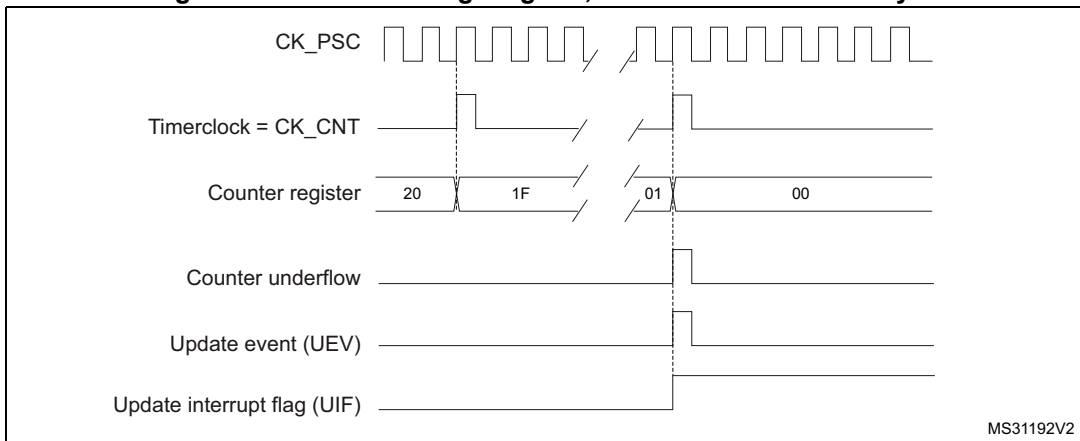 CK_PSC
Timerclock = CK_CNT
Counter register
20
1F
01
00
Counter underflow
Update event (UEV)
Update interrupt flag (UIF)
MS31192V2